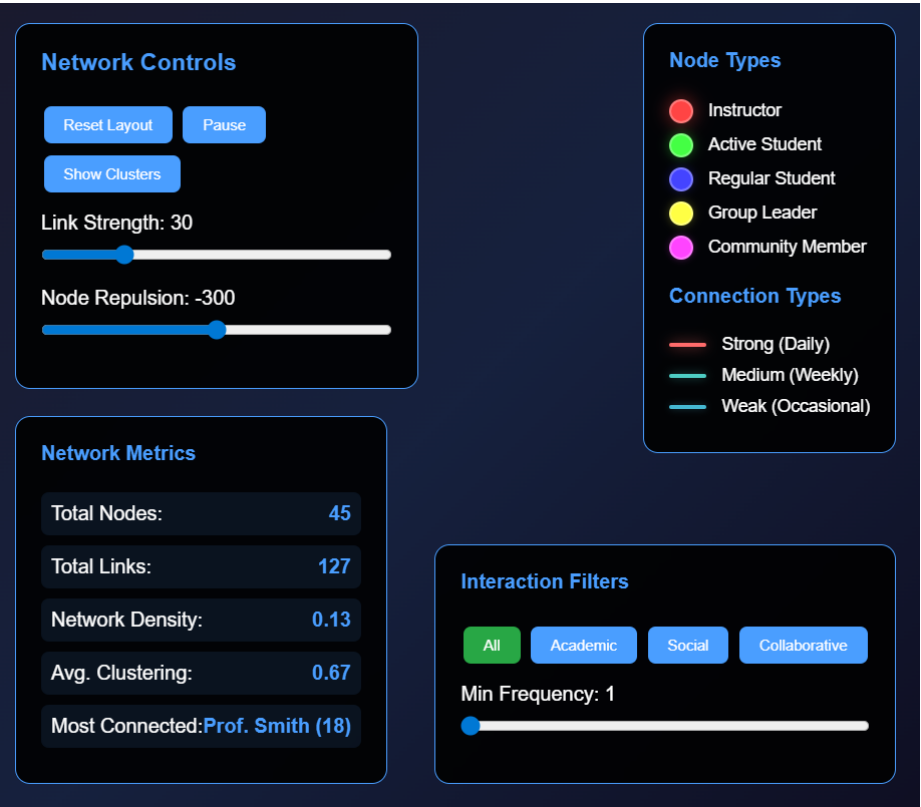 Network Controls
Reset Layout Pause
Show Clusters
Link Strength: 30
Node Repulsion: -300
Node Types
Instructor
Active Student
Regular Student
Group Leader
Community Member
Connection Types
Strong (Daily)
Medium (Weekly)
Weak (Occasional)
Network Metrics
Total Nodes: 45
Total Links: 127
Network Density: 0.13
Avg. Clustering: 0.67
Most Connected:Prof. Smith (18)
Interaction Filters
All Academic Social Collaborative
Min Frequency: 1